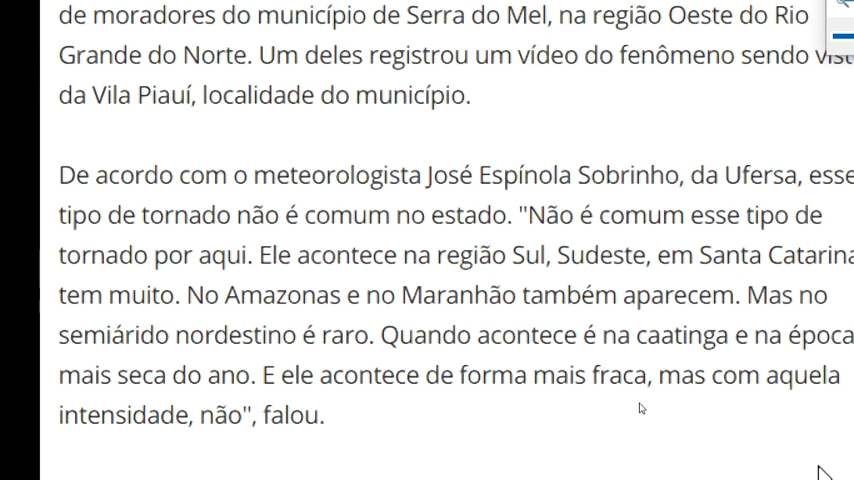 de moradores do município de Serra do Mel, na região Oeste do Rio
Grande do Norte. Um deles registrou um vídeo do fenômeno sendo
da Vila Piauí, localidade do município.
De acordo com o meteorologista José Espínola Sobrinho, da Ufersa, esse
tipo de tornado não é comum no estado. "Não é comum esse tipo de
tornado por aqui. Ele acontece na região Sul, Sudeste, em Santa Catarina
tem muito. No Amazonas e no Maranhão também aparecem. Mas no
semiárido nordestino é raro. Quando acontece é na caatinga e na época
mais seca do ano. E ele acontece de forma mais fraca, mas com aquela
intensidade, não", falou.